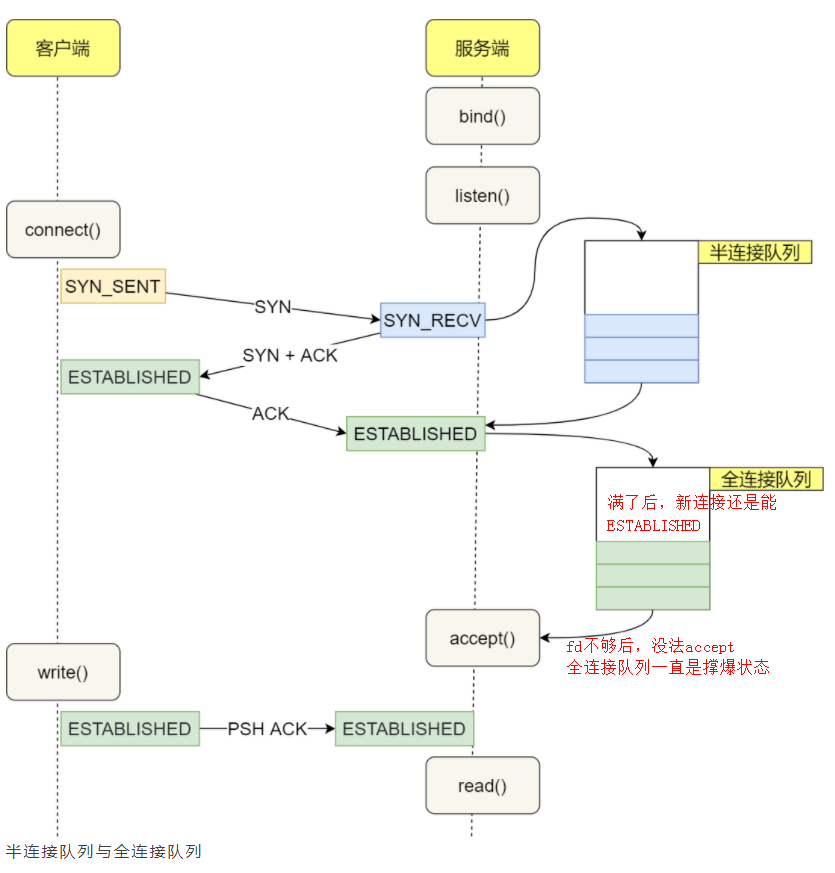 客户端
服务端
bind()
listen()
connect()
半连接队列
SYN_SENT
SYN
SYN_RECV
SYN + ACK
ESTABLISHED
ACK
ESTABLISHED
全连接队列
满了后，新连接还是能
ESTABLISHED
accept()
fd不够后，没法accept
全连接队列一直是撑爆状态
write()
ESTABLISHED
PSH ACK
ESTABLISHED
read()
半连接队列与全连接队列